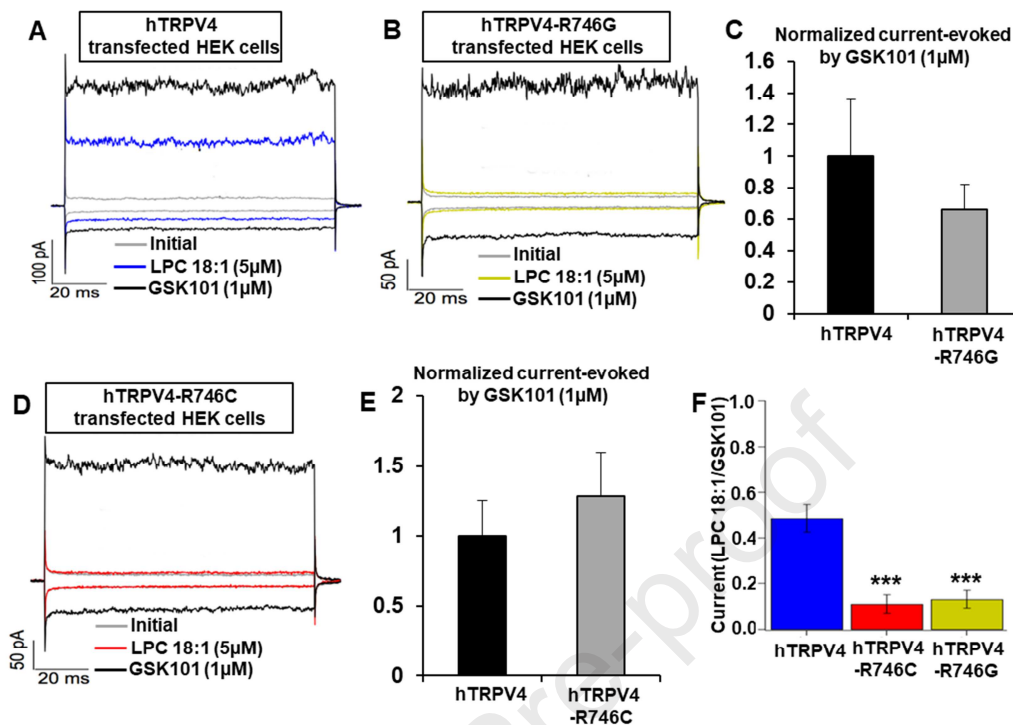 A
hTRPV4
transfected HEK cells
100 pA
20 ms
Initial
LPC 18:1 (5μM)
GSK101 (1μM)
B
hTRPV4-R746G
transfected HEK cells
50 pA
20 ms
Initial
LPC 18:1 (5μM)
GSK101 (1μM)
C
Normalized current-evoked
by GSK101 (1μM)
1.6
1.4
1.2
1
0.8
0.6
0.4
0.2
0
hTRPV4
hTRPV4
-R746G
D
hTRPV4-R746C
transfected HEK cells
50 pA
20 ms
Initial
LPC 18:1 (5μM)
GSK101 (1μM)
E
Normalized current-evoked
by GSK101 (1μM)
2
1.5
1
0.5
0
hTRPV4
hTRPV4
-R746C
F
Current (LPC 18:1/GSK101)
1.0
0.8
0.6
0.4
0.2
0.0
***
***
hTRPV4
hTRPV4
-R746C
hTRPV4
-R746G
re-proof